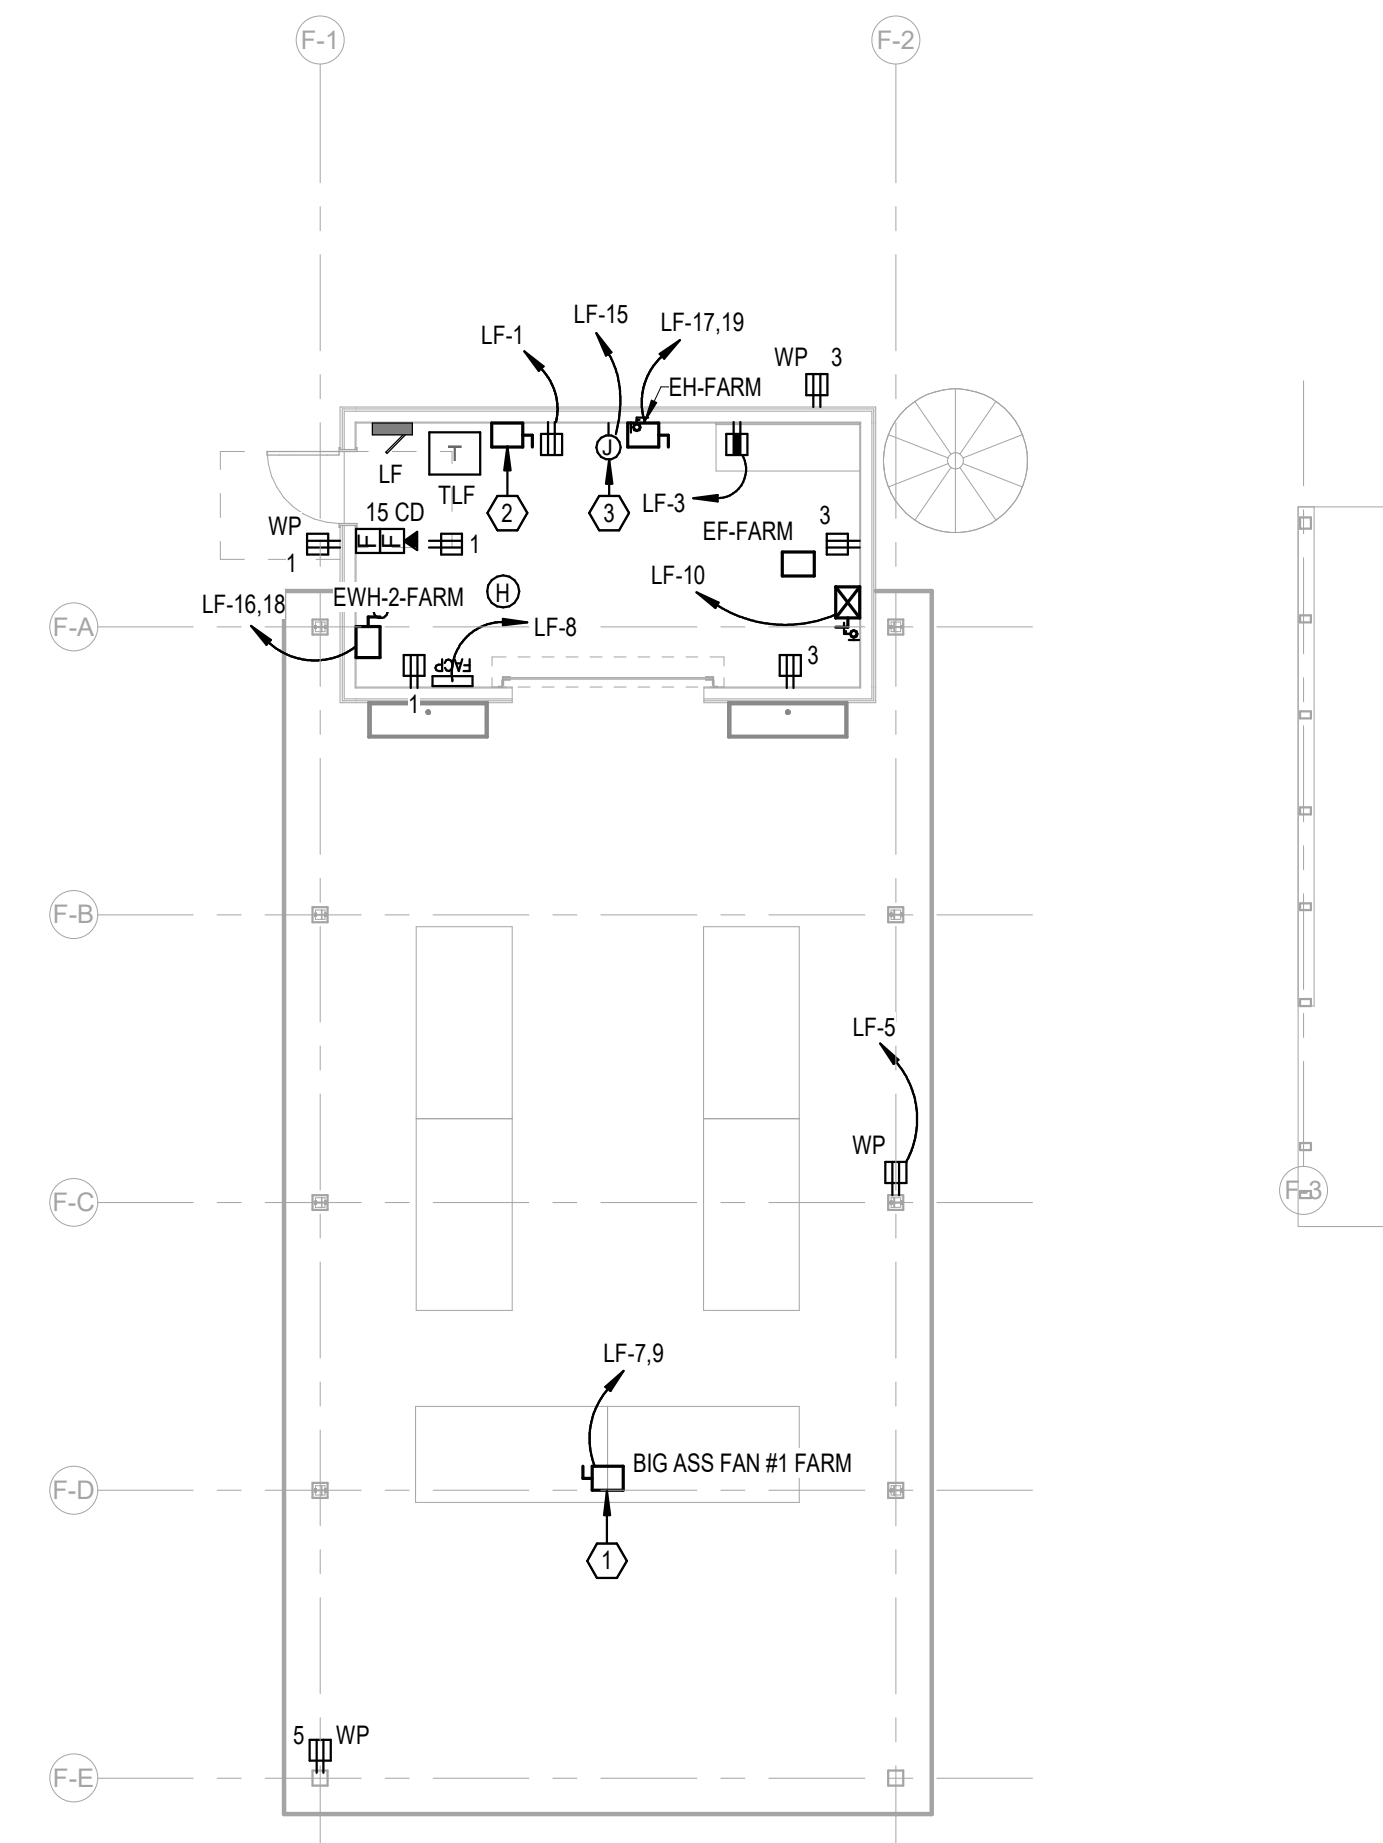 F-1
F-2
LF-15
LF-17,19
LF-1
WP 3
EH-FARM
J
T
LF
TLF
2
3
LF-3
15 CD
WP
1
F F
1
EF-FARM
3
H
LF-10
EWH-2-FARM
LF-16,18
F-A
LF-8
FACP
3
1
F-B
LF-5
WP
F-C
F-3
LF-7,9
BIG ASS FAN #1 FARM
F-D
1
5 WP
F-E